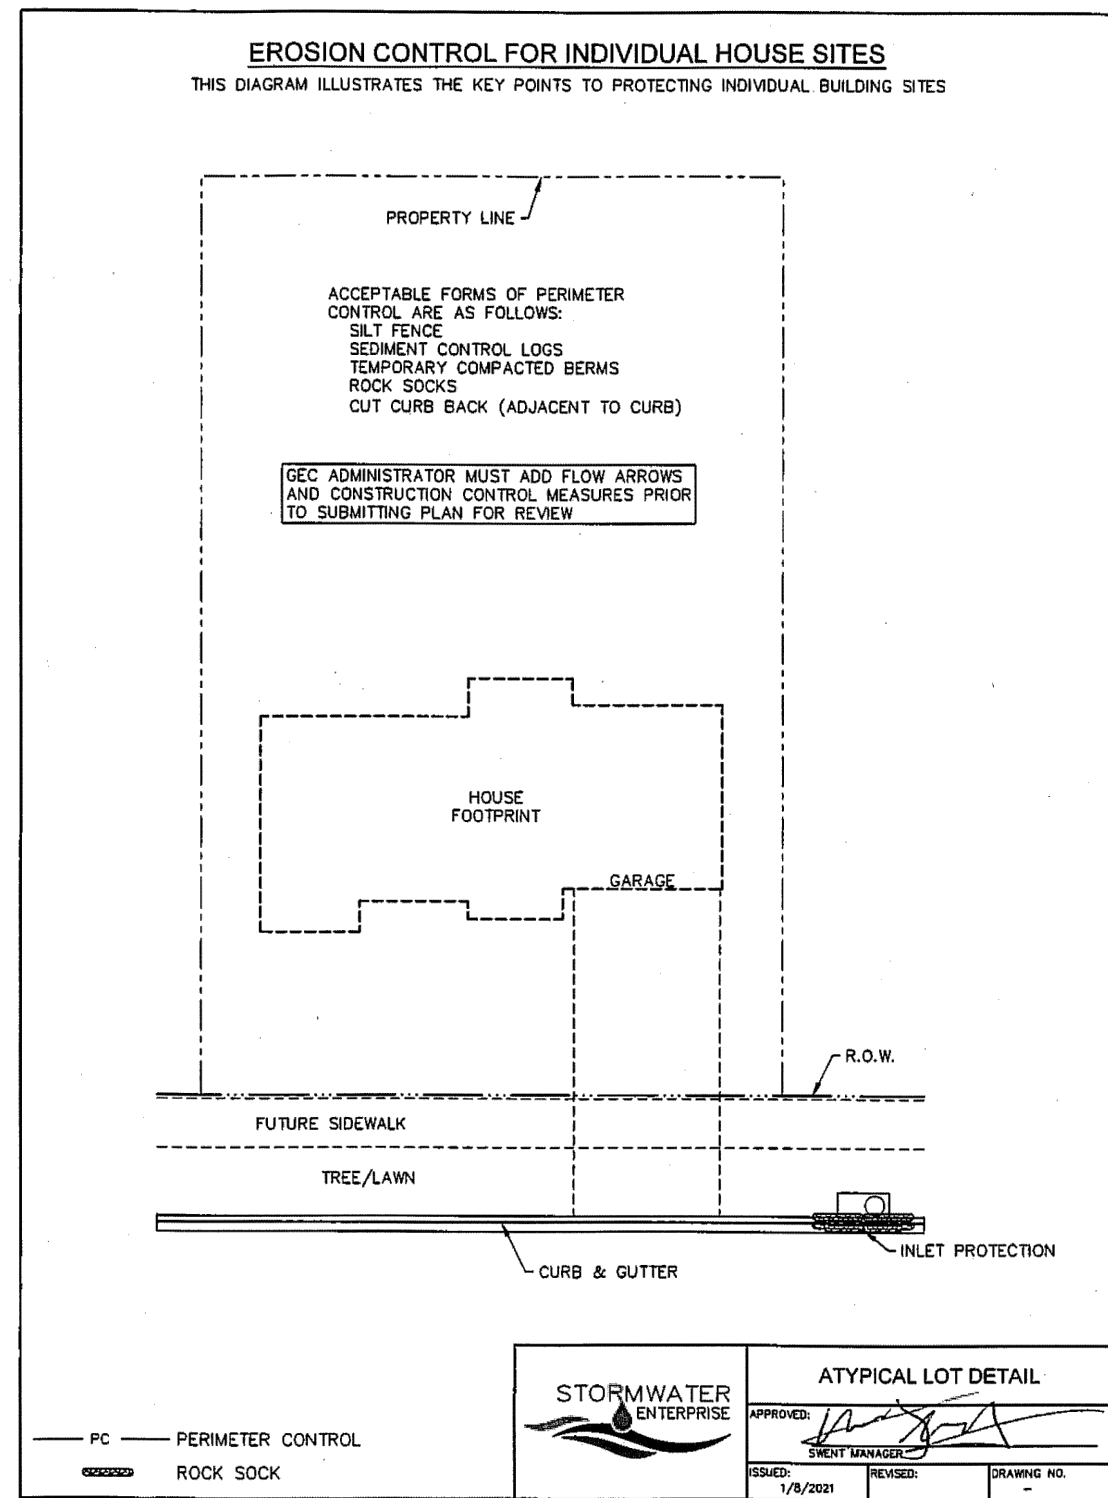 EROSION CONTROL FOR INDIVIDUAL HOUSE SITES
THIS DIAGRAM ILLUSTRATES THE KEY POINTS TO PROTECTING INDIVIDUAL BUILDING SITES
PROPERTY LINE
ACCEPTABLE FORMS OF PERIMETER
CONTROL ARE AS FOLLOWS:
SILT FENCE
SEDIMENT CONTROL LOGS
TEMPORARY COMPACTED BERMS
ROCK SOCKS
CUT CURB BACK (ADJACENT TO CURB)
GEC ADMINISTRATOR MUST ADD FLOW ARROWS
AND CONSTRUCTION CONTROL MEASURES PRIOR
TO SUBMITTING PLAN FOR REVIEW
HOUSE
FOOTPRINT
GARAGE
R.O.W.
FUTURE SIDEWALK
TREE/LAWN
INLET PROTECTION
CURB & GUTTER
PC PERIMETER CONTROL
ROCK SOCK
STORMWATER
ENTERPRISE
ATYPICAL LOT DETAIL
APPROVED:
SWENT MANAGER
ISSUED:
1/8/2021
REVISED:
DRAWING NO.
-